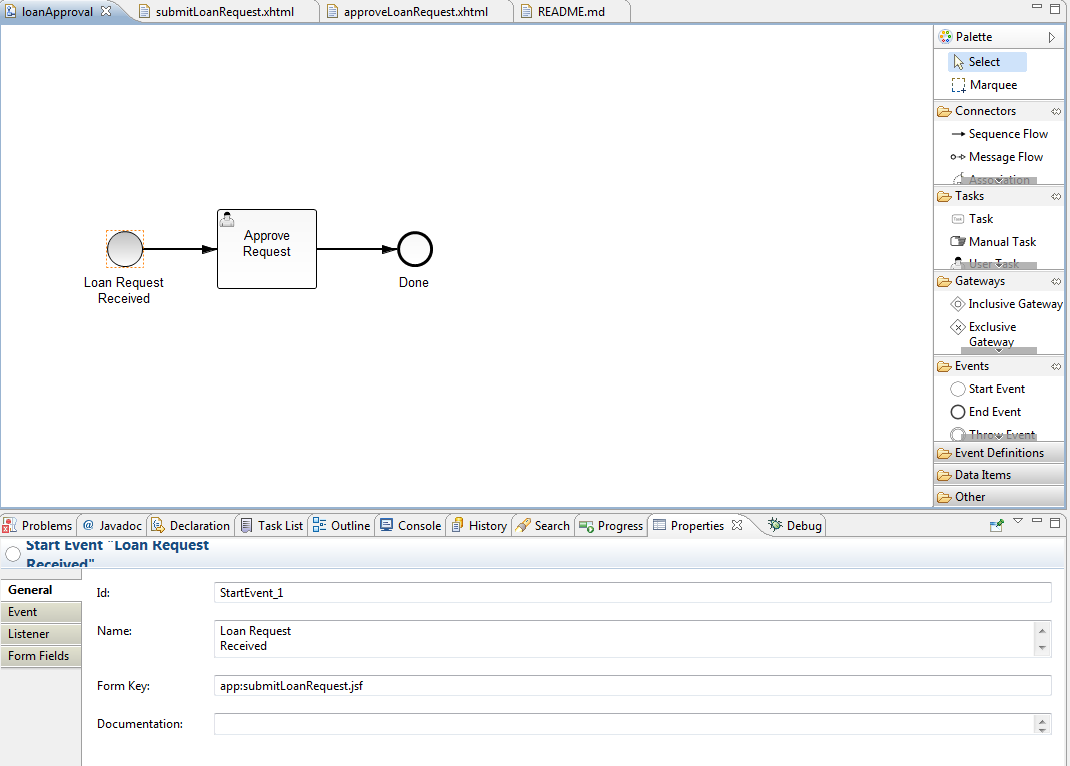 loanApproval
submitLoanRequest.xhtml
approveLoanRequest.xhtml
README.md
Loan Request
Received
Approve
Request
Done
Palette
Select
Marquee
Connectors
Sequence Flow
Message Flow
Association
Tasks
Task
Task
Manual Task
User Task
Gateways
Inclusive Gateway
Exclusive
Gateway
Events
Start Event
End Event
Throw Event
Event Definitions
Data Items
Other
Problems
@ Javadoc
Declaration
Task List
Outline
Console
History
Search
Progress
Properties
Debug
Start Event "Loan Request
Received"
General
Event
Listener
Form Fields
Id:
StartEvent_1
Name:
Loan Request
Received
Form Key:
app:submitLoanRequest.jsf
Documentation: